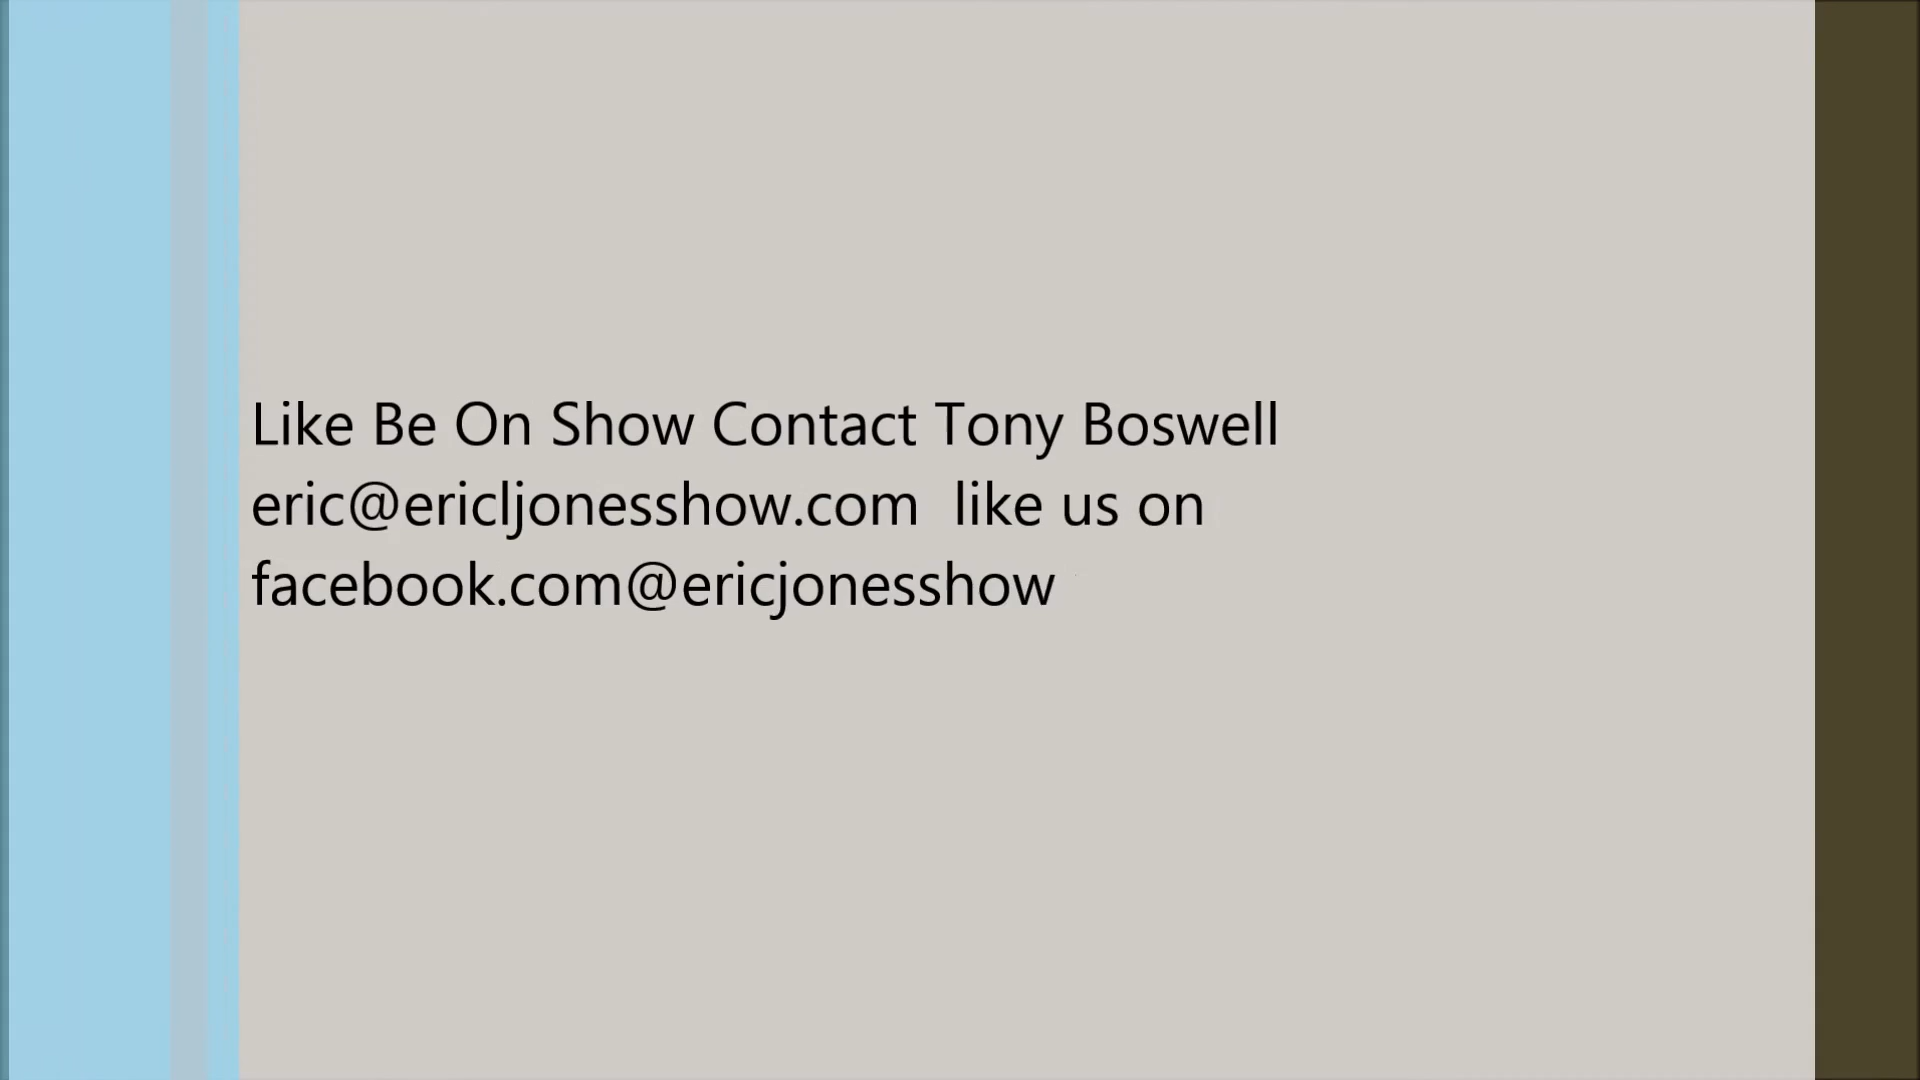 Like Be On Show Contact Tony Boswell
eric@ericljonesshow.com  like us on
facebook.com@ericjonesshow